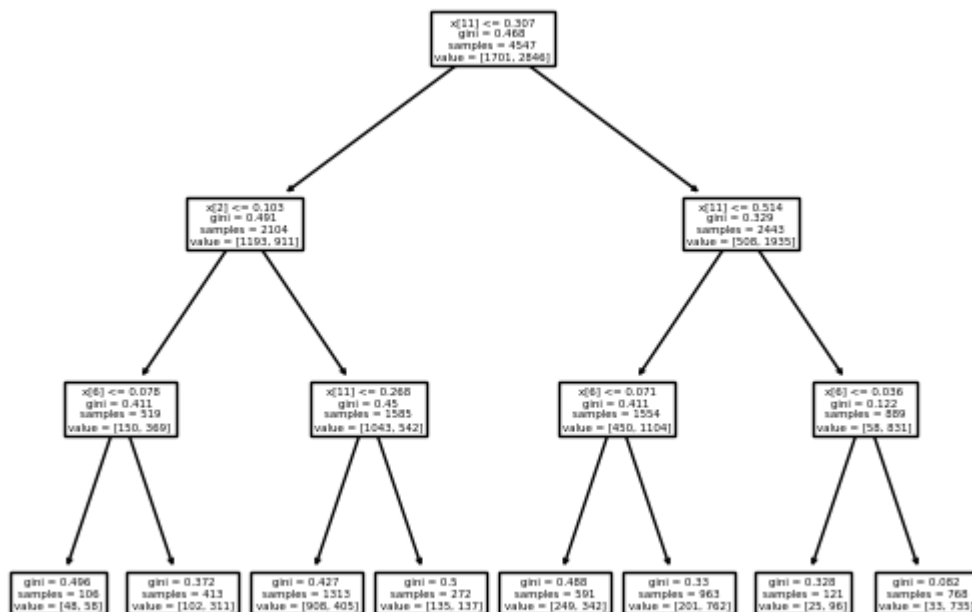 x[11] <= 0.307
gini = 0.468
samples = 4547
value = [1701, 2846]
x[2] <= 0.103
gini = 0.491
samples = 2104
value = [1193, 911]
x[11] <= 0.514
gini = 0.329
samples = 2443
value = [508, 1935]
x[6] <= 0.078
gini = 0.411
samples = 519
value = [150, 369]
x[11] <= 0.268
gini = 0.45
samples = 1585
value = [1043, 542]
x[6] <= 0.071
gini = 0.411
samples = 1554
value = [450, 1104]
x[6] <= 0.036
gini = 0.122
samples = 889
value = [58, 831]
gini = 0.496
samples = 106
value = [48, 58]
gini = 0.372
samples = 413
value = [102, 311]
gini = 0.427
samples = 1313
value = [908, 405]
gini = 0.5
samples = 272
value = [135, 137]
gini = 0.488
samples = 591
value = [249, 342]
gini = 0.33
samples = 963
value = [201, 762]
gini = 0.328
samples = 121
value = [25, 96]
gini = 0.082
samples = 768
value = [33, 7